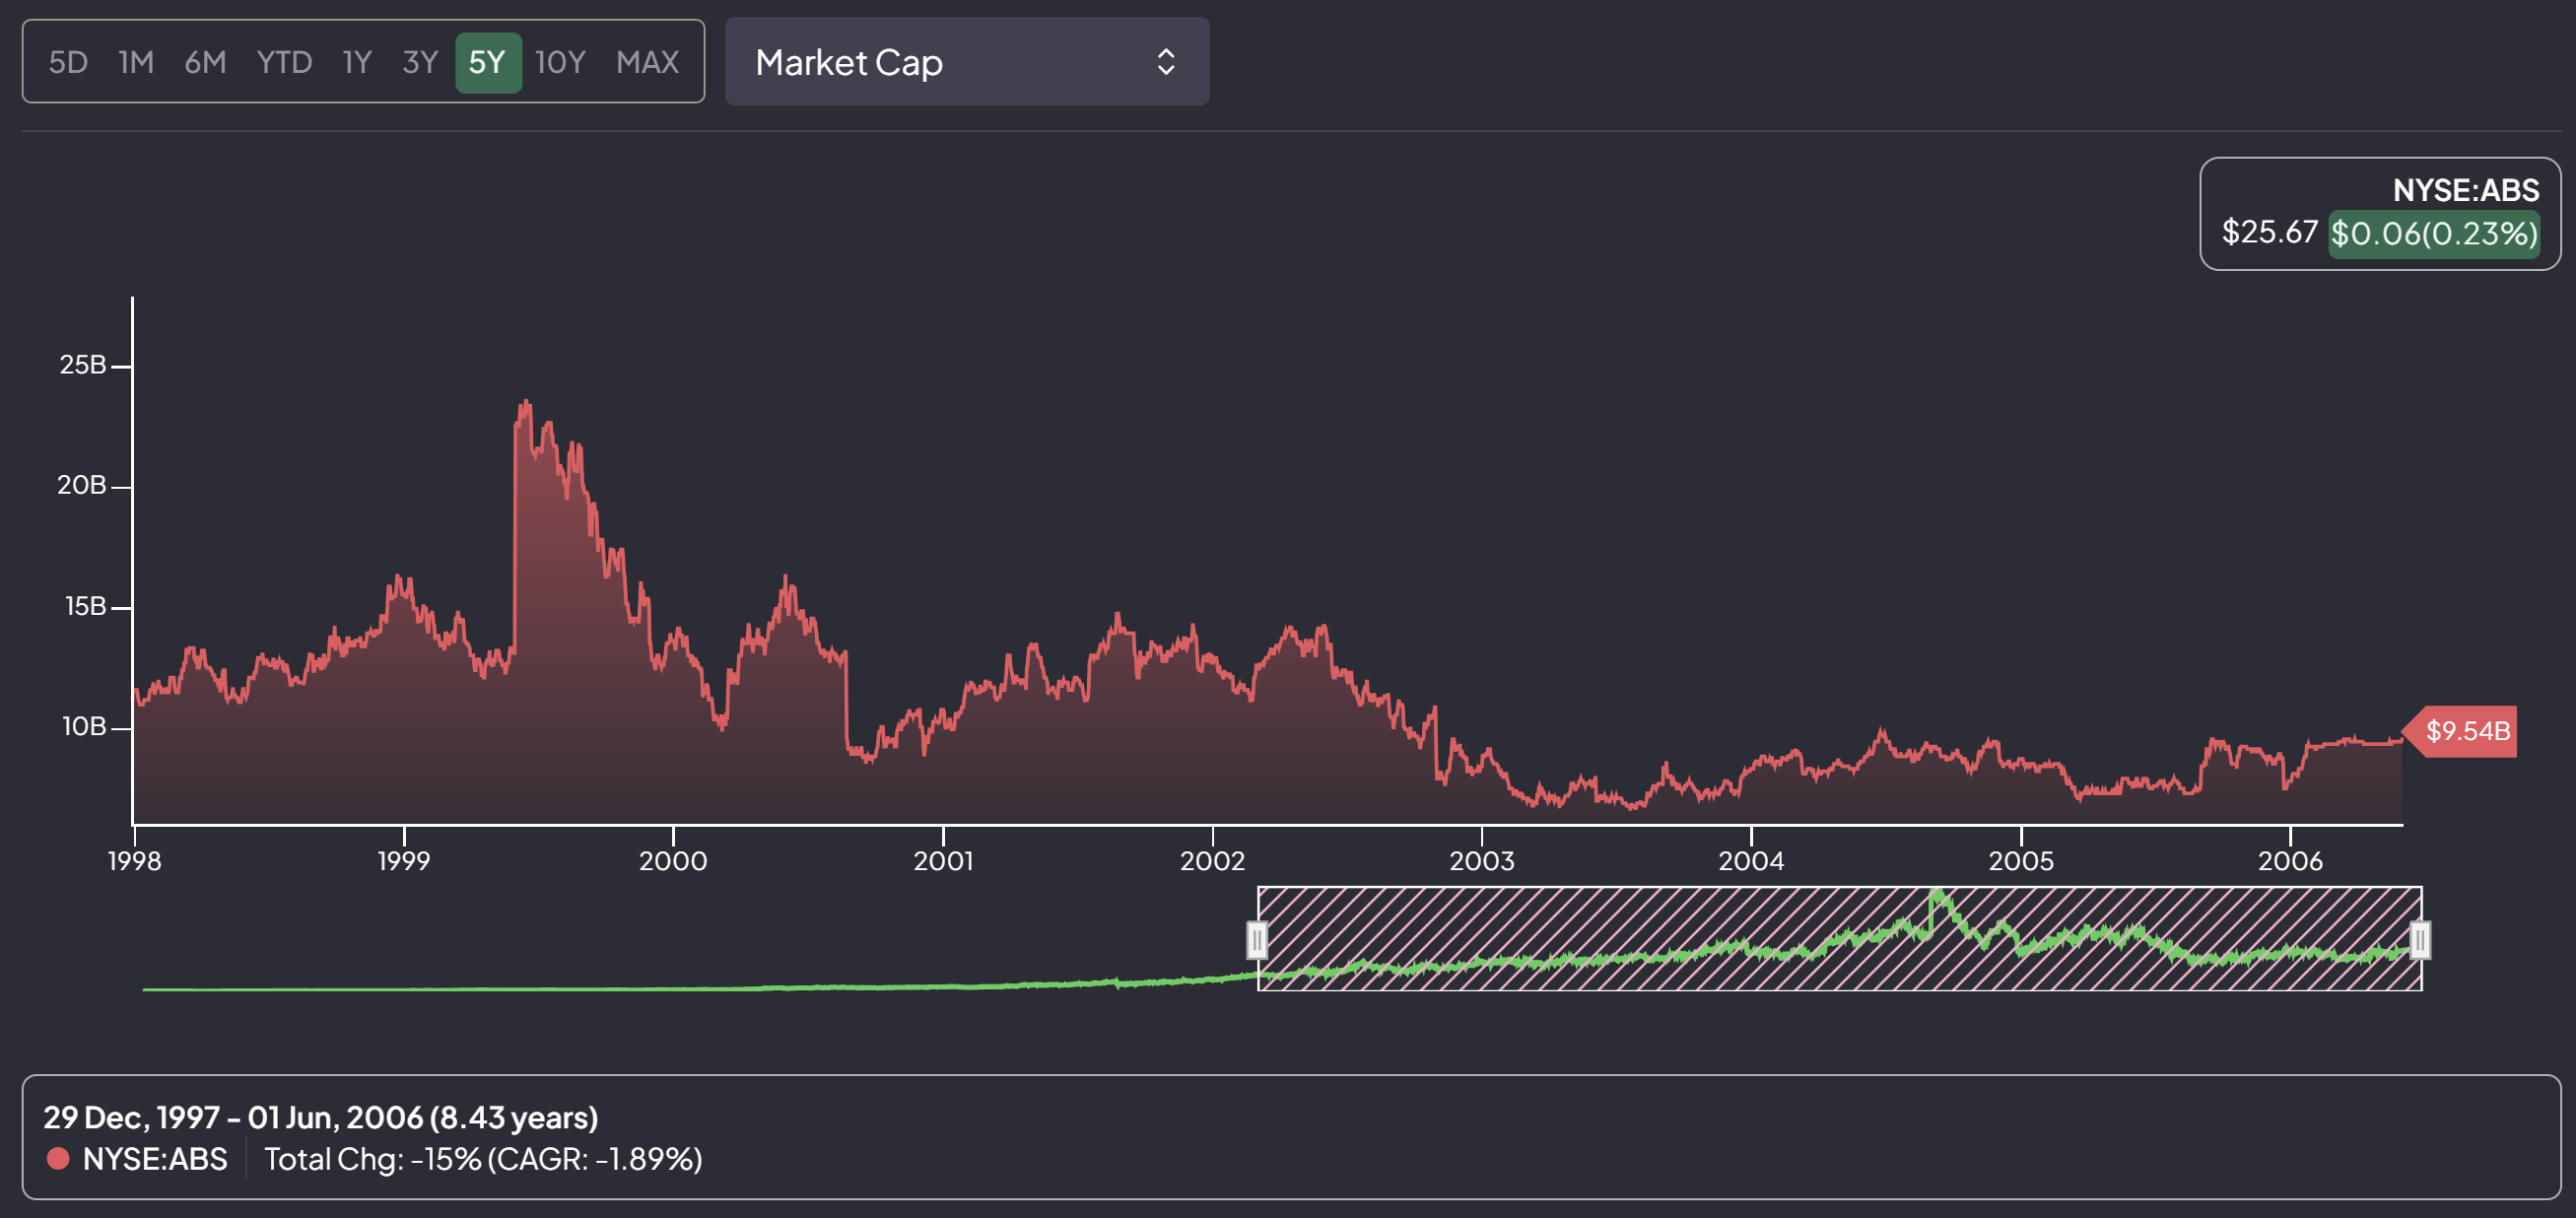 5D 1M 6M YTD 1Y 3Y 5Y 10Y MAX
Market Cap
NYSE:ABS
$25.67 $0.06(0.23%)
25B
20B
15B
10B
$9.54B
1998 1999 2000 2001 2002 2003 2004 2005 2006
29 Dec, 1997 - 01 Jun, 2006 (8.43 years)
NYSE:ABS Total Chg: -15% (CAGR: -1.89%)